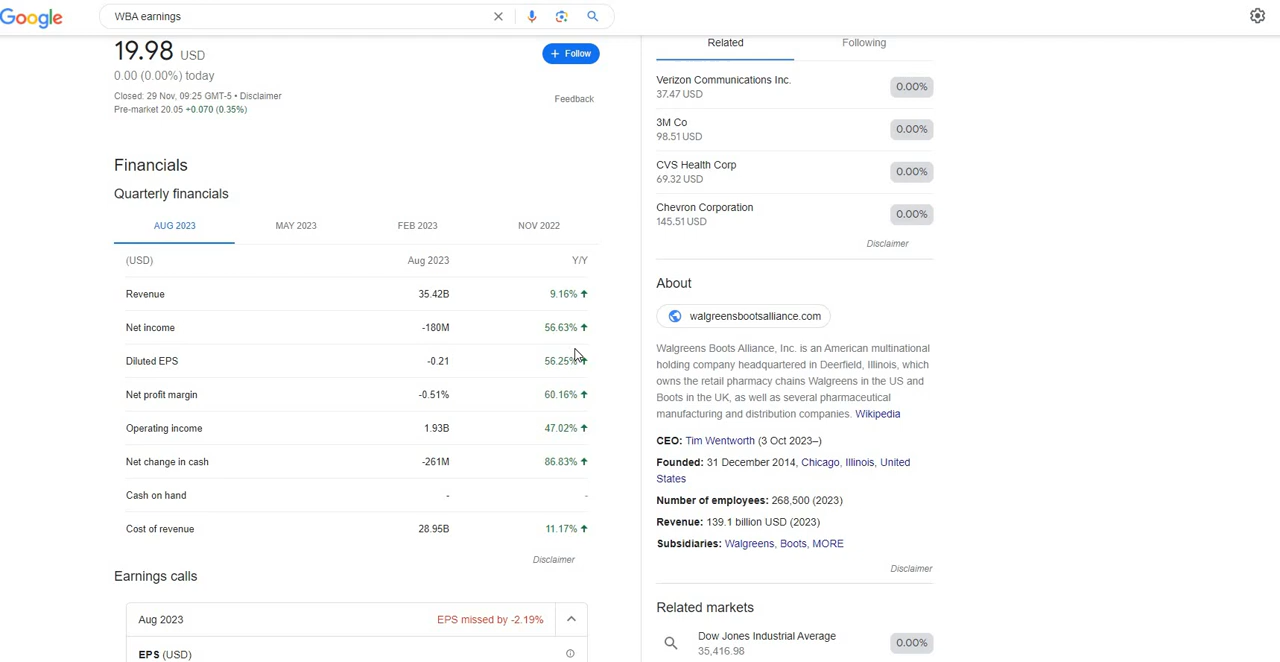 Google
WBA earnings
19.98 USD
+ Follow
0.00 (0.00%) today
Closed: 29 Nov, 09:25 GMT-5 • Disclaimer
Pre-market 20.05 +0.070 (0.35%)
Feedback
Financials
Quarterly financials
AUG 2023 MAY 2023 FEB 2023 NOV 2022
(USD) Aug 2023 Y/Y
Revenue 35.42B 9.16%
Net income -180M 56.63%
Diluted EPS -0.21 56.25%
Net profit margin -0.51% 60.16%
Operating income 1.93B 47.02%
Net change in cash -261M 86.83%
Cash on hand - -
Cost of revenue 28.95B 11.17%
Disclaimer
Earnings calls
Aug 2023 EPS missed by -2.19%
EPS (USD)
Related Following
Verizon Communications Inc.
37.47 USD
0.00%
3M Co
98.51 USD
0.00%
CVS Health Corp
69.32 USD
0.00%
Chevron Corporation
145.51 USD
0.00%
Disclaimer
About
walgreensbootsalliance.com
Walgreens Boots Alliance, Inc. is an American multinational
holding company headquartered in Deerfield, Illinois, which
owns the retail pharmacy chains Walgreens in the US and
Boots in the UK, as well as several pharmaceutical
manufacturing and distribution companies. Wikipedia
CEO: Tim Wentworth (3 Oct 2023–)
Founded: 31 December 2014, Chicago, Illinois, United
States
Number of employees: 268,500 (2023)
Revenue: 139.1 billion USD (2023)
Subsidiaries: Walgreens, Boots, MORE
Disclaimer
Related markets
Dow Jones Industrial Average
35,416.98
0.00%